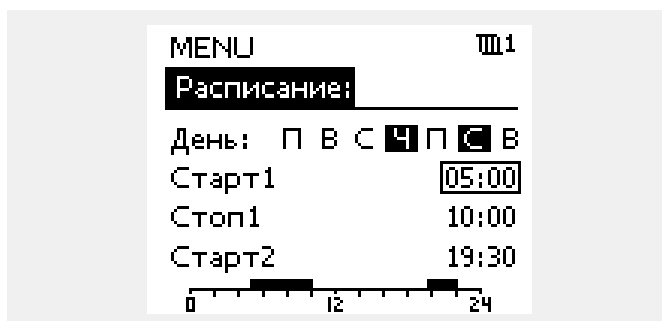 MENU 1
Расписание:
День: П В С Ч П С В
Старт1 05:00
Стоп1 10:00
Старт2 19:30
0 12 24